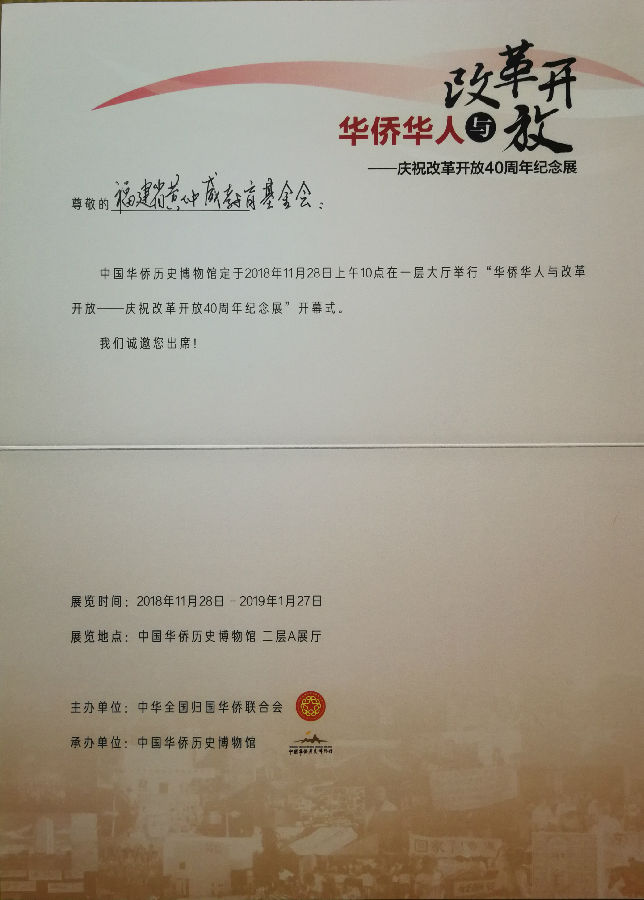 改革开放
华侨华人与
——庆祝改革开放40周年纪念展
尊敬的 福建省黄仲咸教育基金会：
中国华侨历史博物馆定于2018年11月28日上午10点在一层大厅举行“华侨华人与改革
开放——庆祝改革开放40周年纪念展”开幕式。
我们诚邀您出席！
展览时间：2018年11月28日－2019年1月27日
展览地点：中国华侨历史博物馆 二层A展厅
主办单位：中华全国归国华侨联合会
承办单位：中国华侨历史博物馆
中国华侨历史博物馆